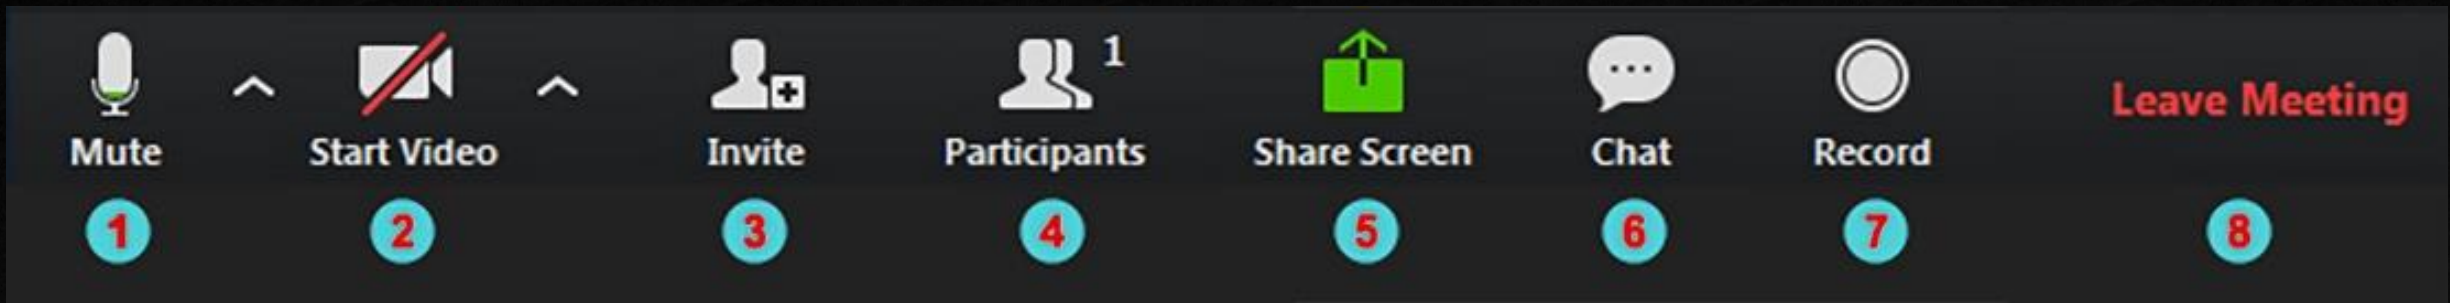 1
Leave Meeting
Mute
Start Video
Invite
Participants
Share Screen
Chat
Record
1
2
3
4
5
6
7
8